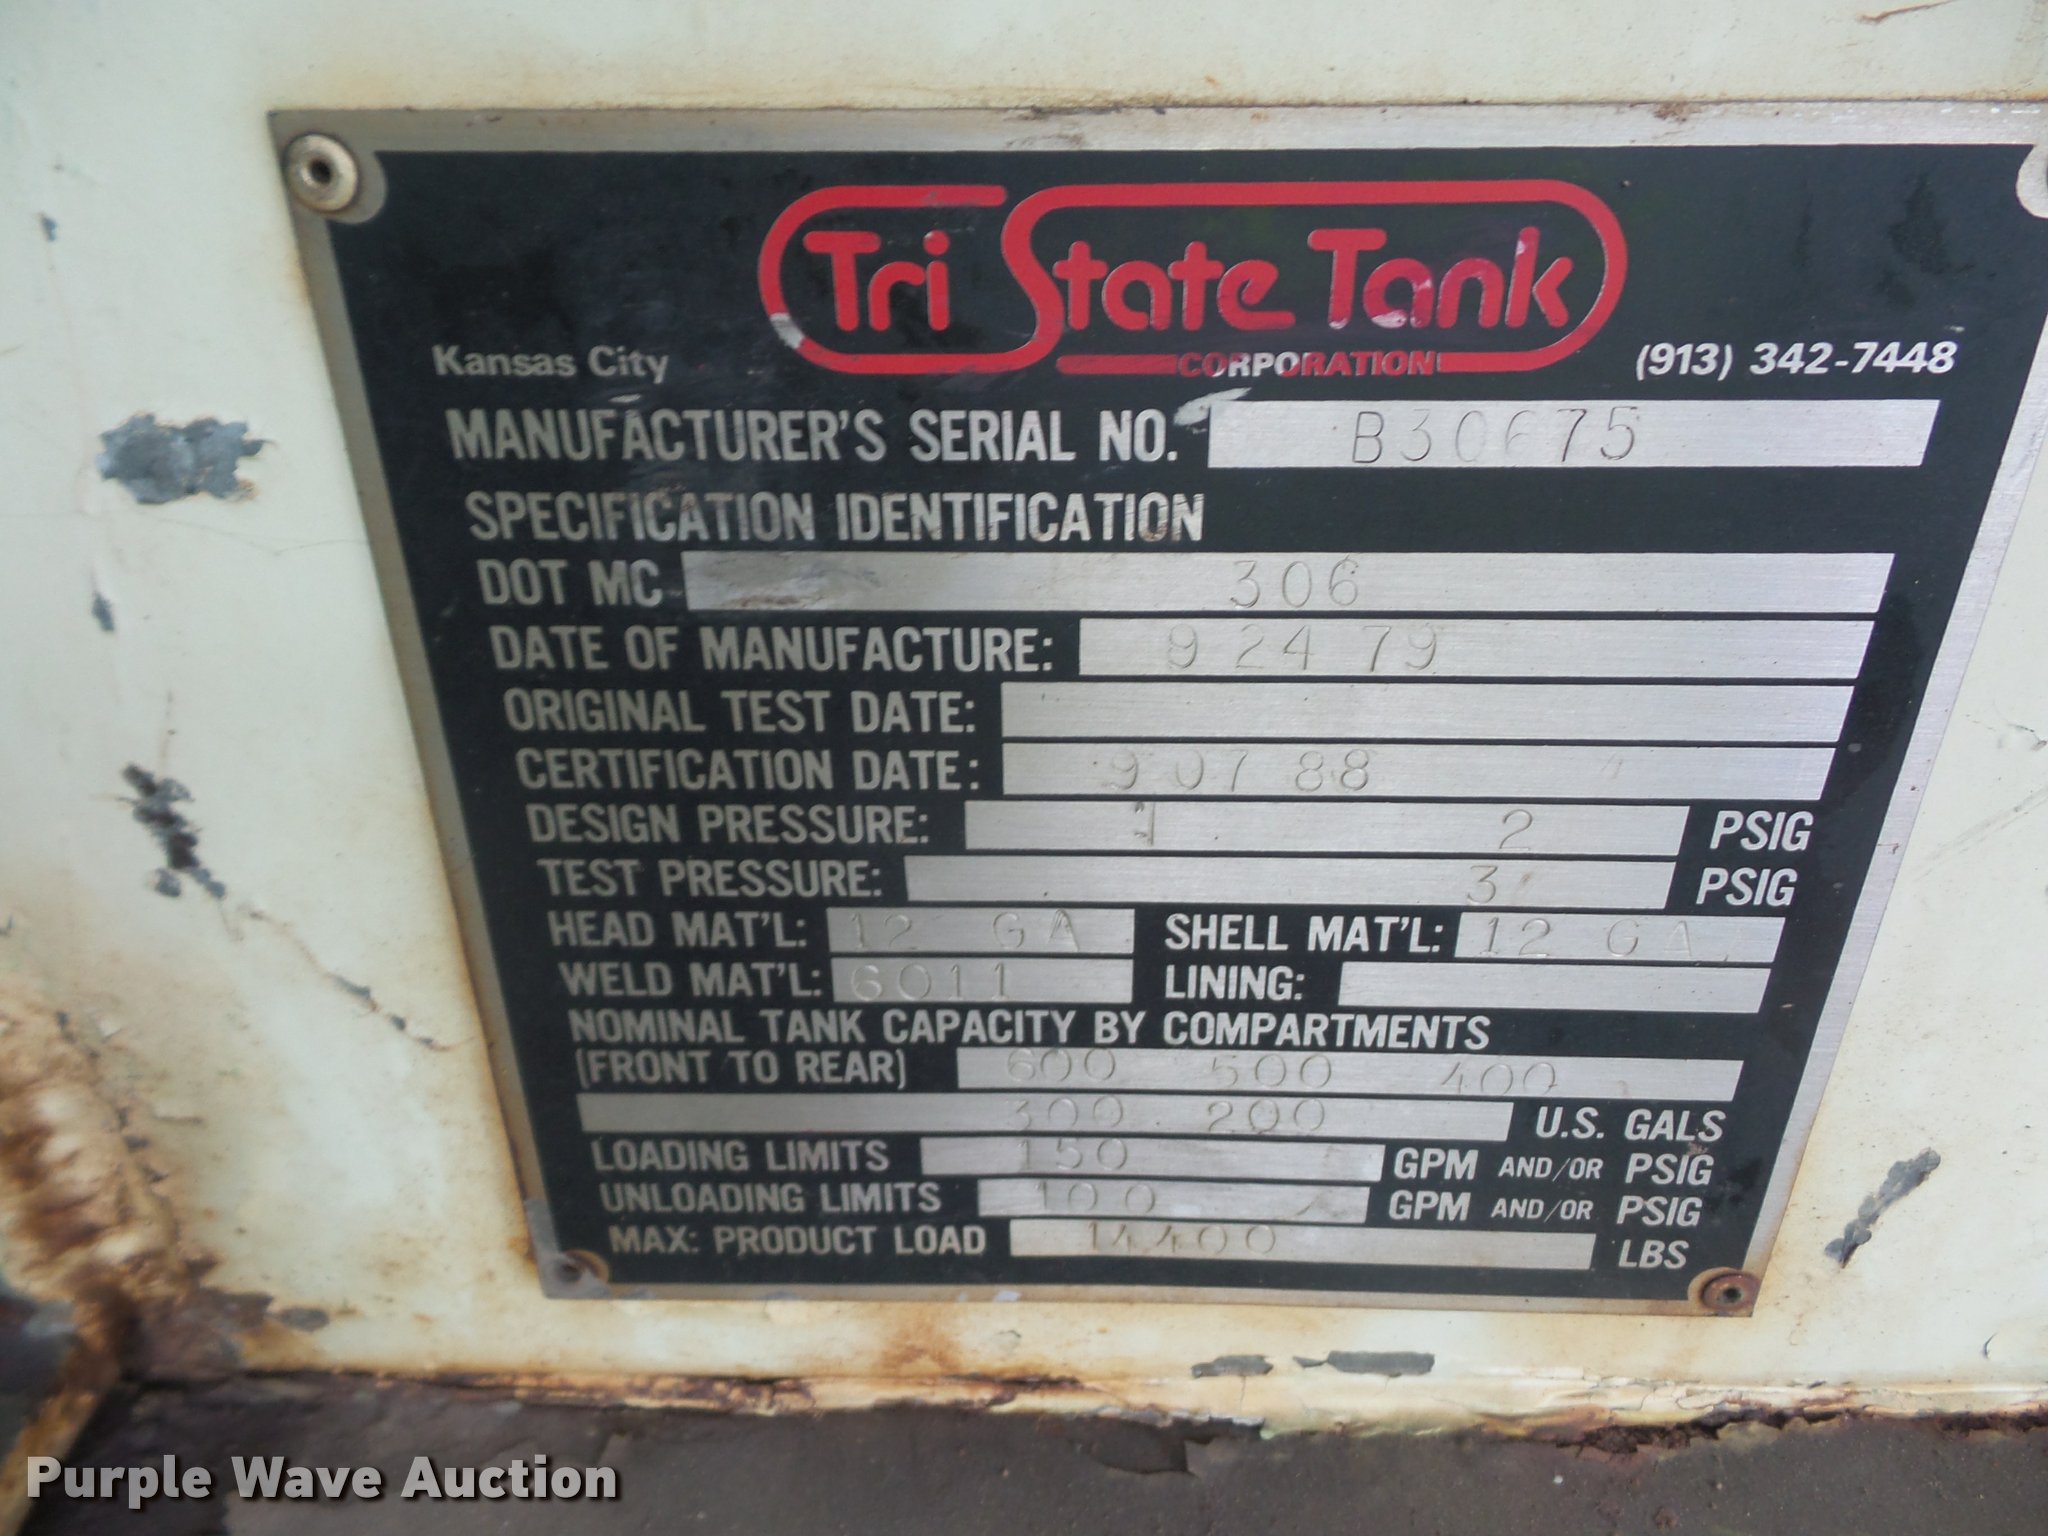 Tri State Tank
CORPORATION
Kansas City
(913) 342-7448
MANUFACTURER'S SERIAL NO. B30675
SPECIFICATION IDENTIFICATION
DOT MC 306
DATE OF MANUFACTURE: 9 24 79
ORIGINAL TEST DATE:
CERTIFICATION DATE: 9 07 88
DESIGN PRESSURE: 1 2 PSIG
TEST PRESSURE: 3 PSIG
HEAD MAT'L: 12 GA SHELL MAT'L: 12 GA.
WELD MAT'L: 6011 LINING:
NOMINAL TANK CAPACITY BY COMPARTMENTS
(FRONT TO REAR) 600 500 400
300 200 U.S. GALS
LOADING LIMITS 150 GPM AND/OR PSIG
UNLOADING LIMITS 100 GPM AND/OR PSIG
MAX: PRODUCT LOAD 14400 LBS
Purple Wave Auction